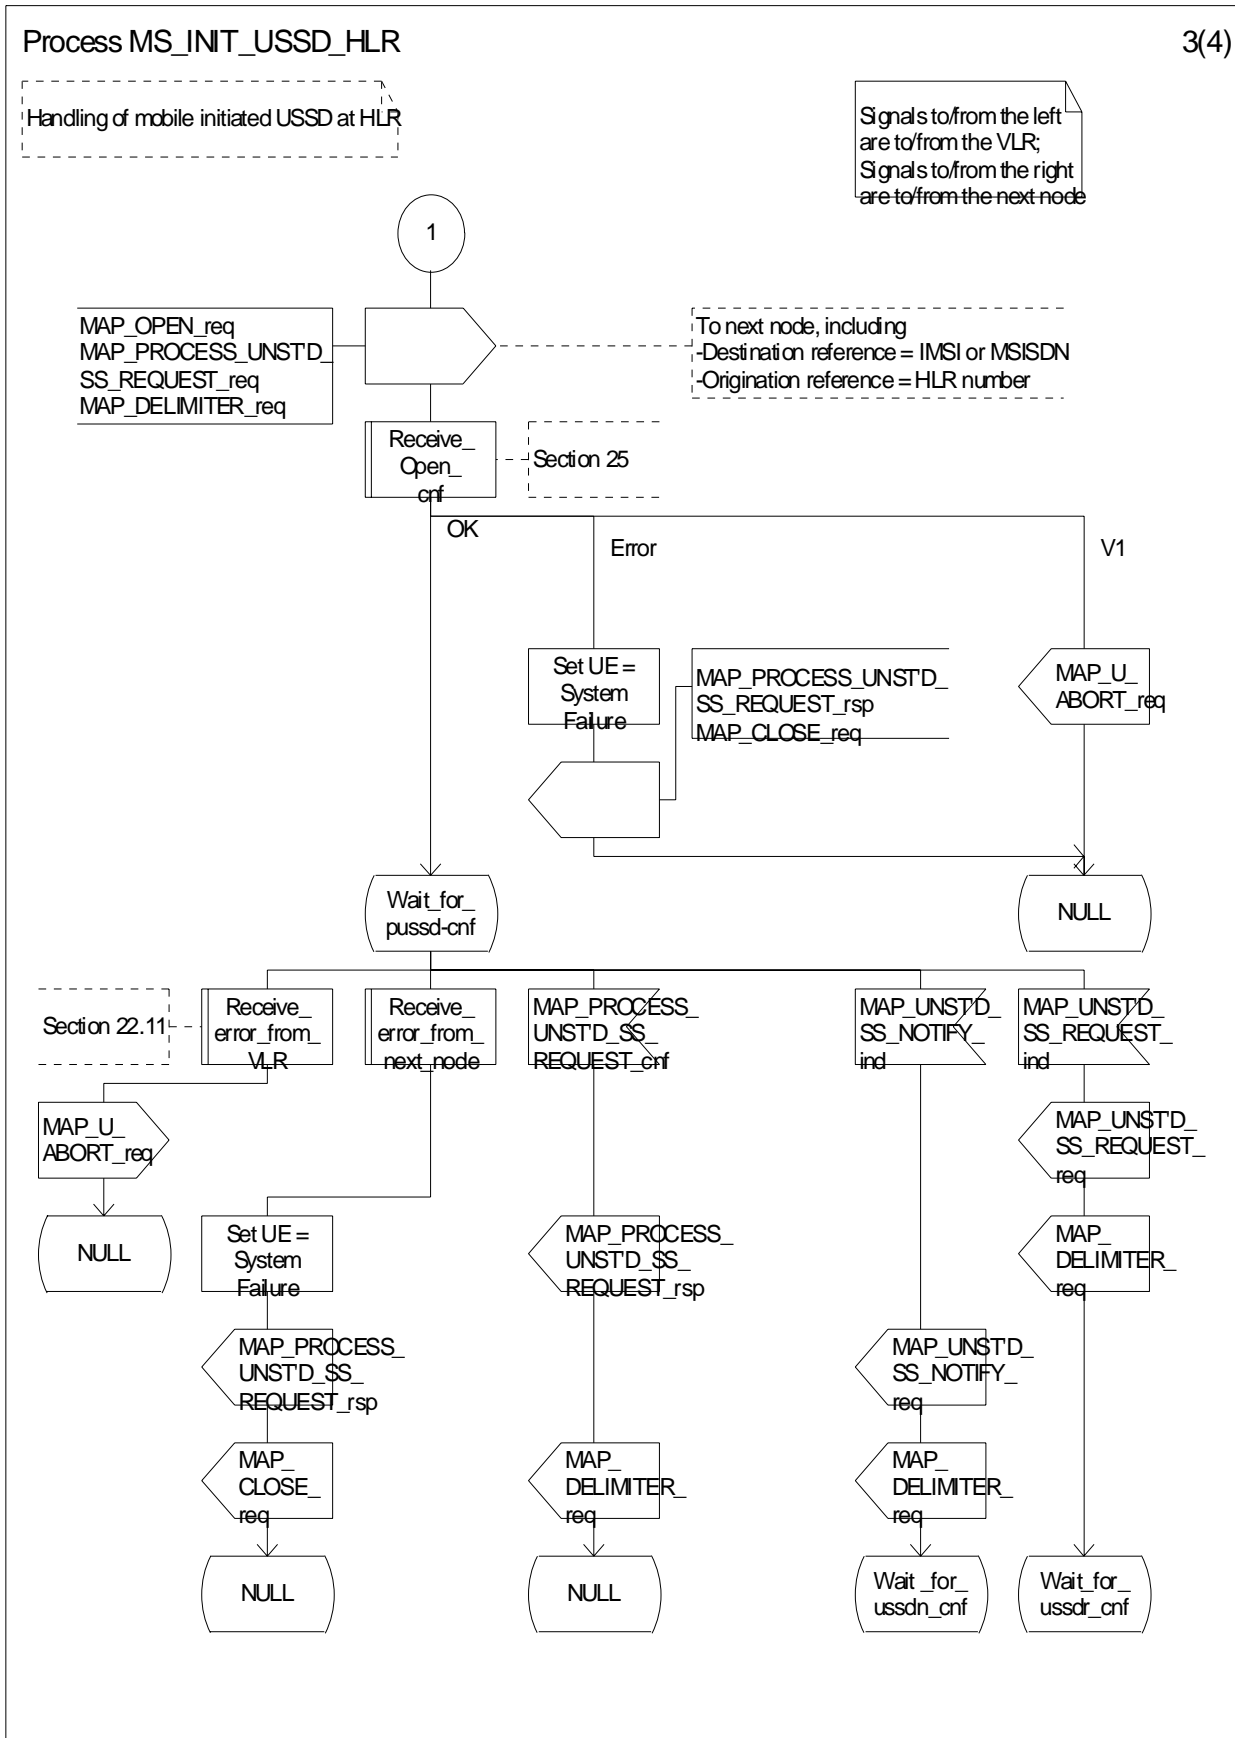 Process MS_INIT_USSD_HLR
3(4)
Handling of mobile initiated USSD at HLR
Signals to/from the left
are to/from the VLR;
Signals to/from the right
are to/from the next node
1
MAP_OPEN_req
MAP_PROCESS_UNST'D_
SS_REQUEST_req
MAP_DELIMITER_req
To next node, including
-Destination reference = IMSI or MSISDN
-Origination reference = HLR number
Receive_
Open_
cnf
Section 25
OK
Error
V1
Set UE =
System
Failure
MAP_PROCESS_UNST'D_
SS_REQUEST_rsp
MAP_CLOSE_req
MAP_U_
ABORT_req
Wait_for_
pussd-cnf
NULL
Section 22.11
Receive_
error_from_
VLR
Receive_
error_from_
next_node
MAP_PROCESS_
UNST'D_SS_
REQUEST_cnf
MAP_UNST'D_
SS_NOTIFY_
ind
MAP_UNST'D_
SS_REQUEST_
ind
MAP_U_
ABORT_req
MAP_UNST'D_
SS_REQUEST_
req
NULL
Set UE =
System
Failure
MAP_PROCESS_
UNST'D_SS_
REQUEST_rsp
MAP_
DELIMITER_
req
MAP_PROCESS_
UNST'D_SS_
REQUEST_rsp
MAP_UNST'D_
SS_NOTIFY_
req
MAP_
CLOSE_
req
MAP_
DELIMITER_
req
MAP_
DELIMITER_
req
NULL
NULL
Wait _for_
ussdn_cnf
Wait_for_
ussdr_cnf